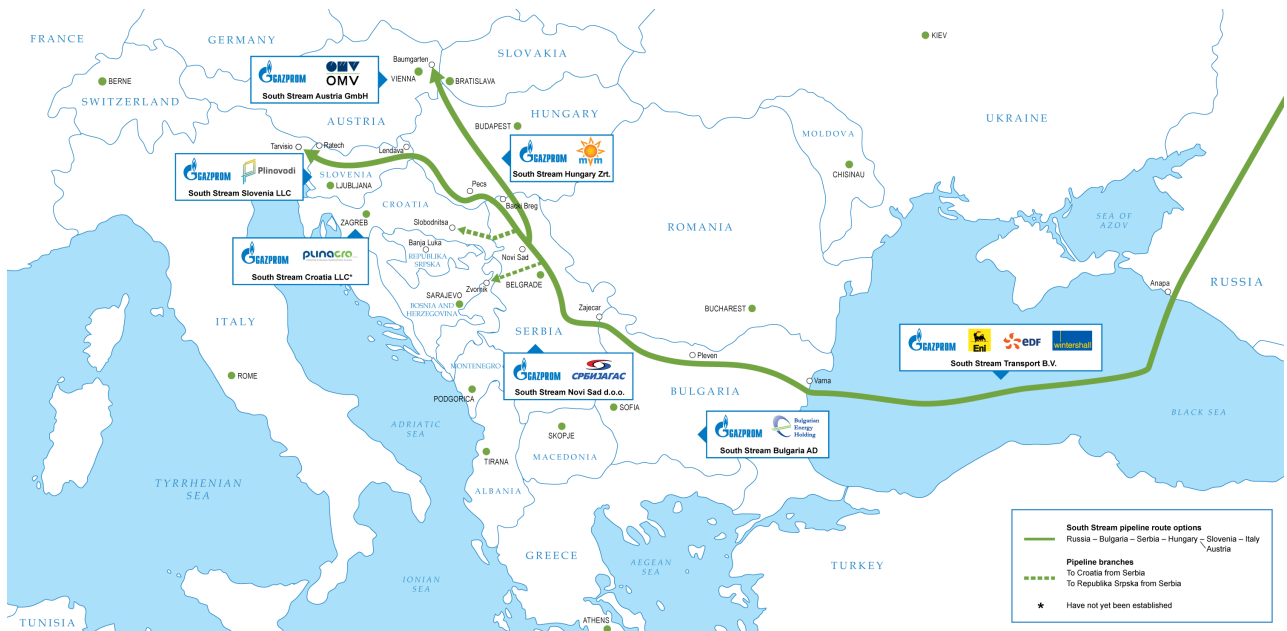 FRANCE
GERMANY
KIEV
Baumgarten
SLOVAKIA
GAZPROM
OMV
South Stream Austria GmbH
VIENNA
BRATISLAVA
BERNE
SWITZERLAND
HUNGARY
AUSTRIA
UKRAINE
BUDAPEST
MOLDOVA
Tarvisio
Ratech
Lendava
GAZPROM
mvm
South Stream Hungary Zrt.
CHISINAU
GAZPROM
Plinovodi
South Stream Slovenia LLC
SLOVENIA
LJUBLJANA
Pecs
CROATIA
Backi Breg
ZAGREB
Slobodnitsa
ROMANIA
SEA OF
AZOV
Banja Luka
REPUBLIKA
SRPSKA
Novi Sad
GAZPROM
PLINACRO
South Stream Croatia LLC*
BELGRADE
Zvornik
Anapa
RUSSIA
SARAJEVO
BOSNIA AND
HERZEGOVINA
BUCHAREST
Zajecar
ITALY
SERBIA
GAZPROM
Eni
eDF
wintershall
South Stream Transport B.V.
Pleven
MONTENEGRO
GAZPROM
СРБИЈАГАС
South Stream Novi Sad d.o.o.
ROME
Varna
BULGARIA
PODGORICA
SOFIA
BLACK SEA
ADRIATIC
SEA
GAZPROM
Bulgarian
Energy
Holding
South Stream Bulgaria AD
SKOPJE
MACEDONIA
TIRANA
TYRRHENIAN
SEA
ALBANIA
South Stream pipeline route options
Russia – Bulgaria – Serbia – Hungary – Slovenia – Italy
Austria
Pipeline branches
To Croatia from Serbia
To Republika Srpska from Serbia
* Have not yet been established
GREECE
AEGEAN
SEA
TURKEY
IONIAN
SEA
TUNISIA
ATHENS